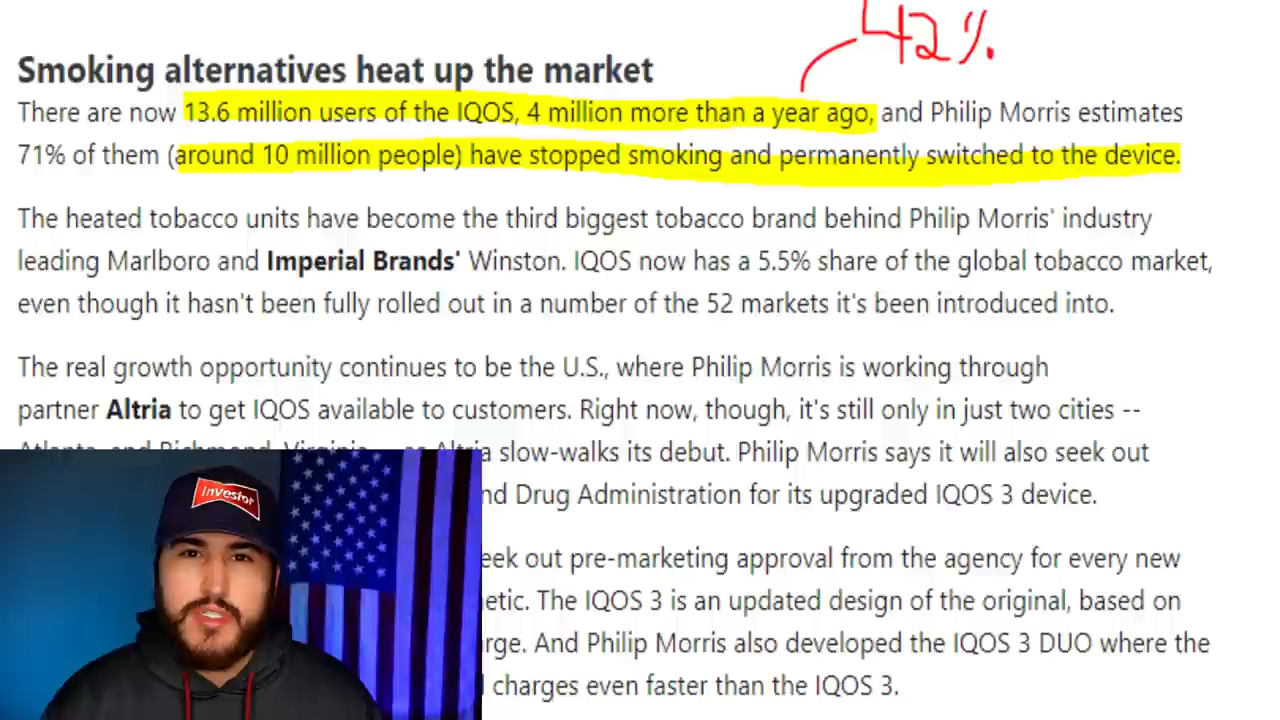 42%
Smoking alternatives heat up the market
There are now 13.6 million users of the IQOS, 4 million more than a year ago, and Philip Morris estimates
71% of them (around 10 million people) have stopped smoking and permanently switched to the device.
The heated tobacco units have become the third biggest tobacco brand behind Philip Morris' industry
leading Marlboro and Imperial Brands' Winston. IQOS now has a 5.5% share of the global tobacco market,
even though it hasn't been fully rolled out in a number of the 52 markets it's been introduced into.
The real growth opportunity continues to be the U.S., where Philip Morris is working through
partner Altria to get IQOS available to customers. Right now, though, it's still only in just two cities --
Atlanta and Richmond, Virginia -- as Altria slow-walks its debut. Philip Morris says it will also seek out
nd Drug Administration for its upgraded IQOS 3 device.
Investor
eek out pre-marketing approval from the agency for every new
etic. The IQOS 3 is an updated design of the original, based on
rge. And Philip Morris also developed the IQOS 3 DUO where the
charges even faster than the IQOS 3.